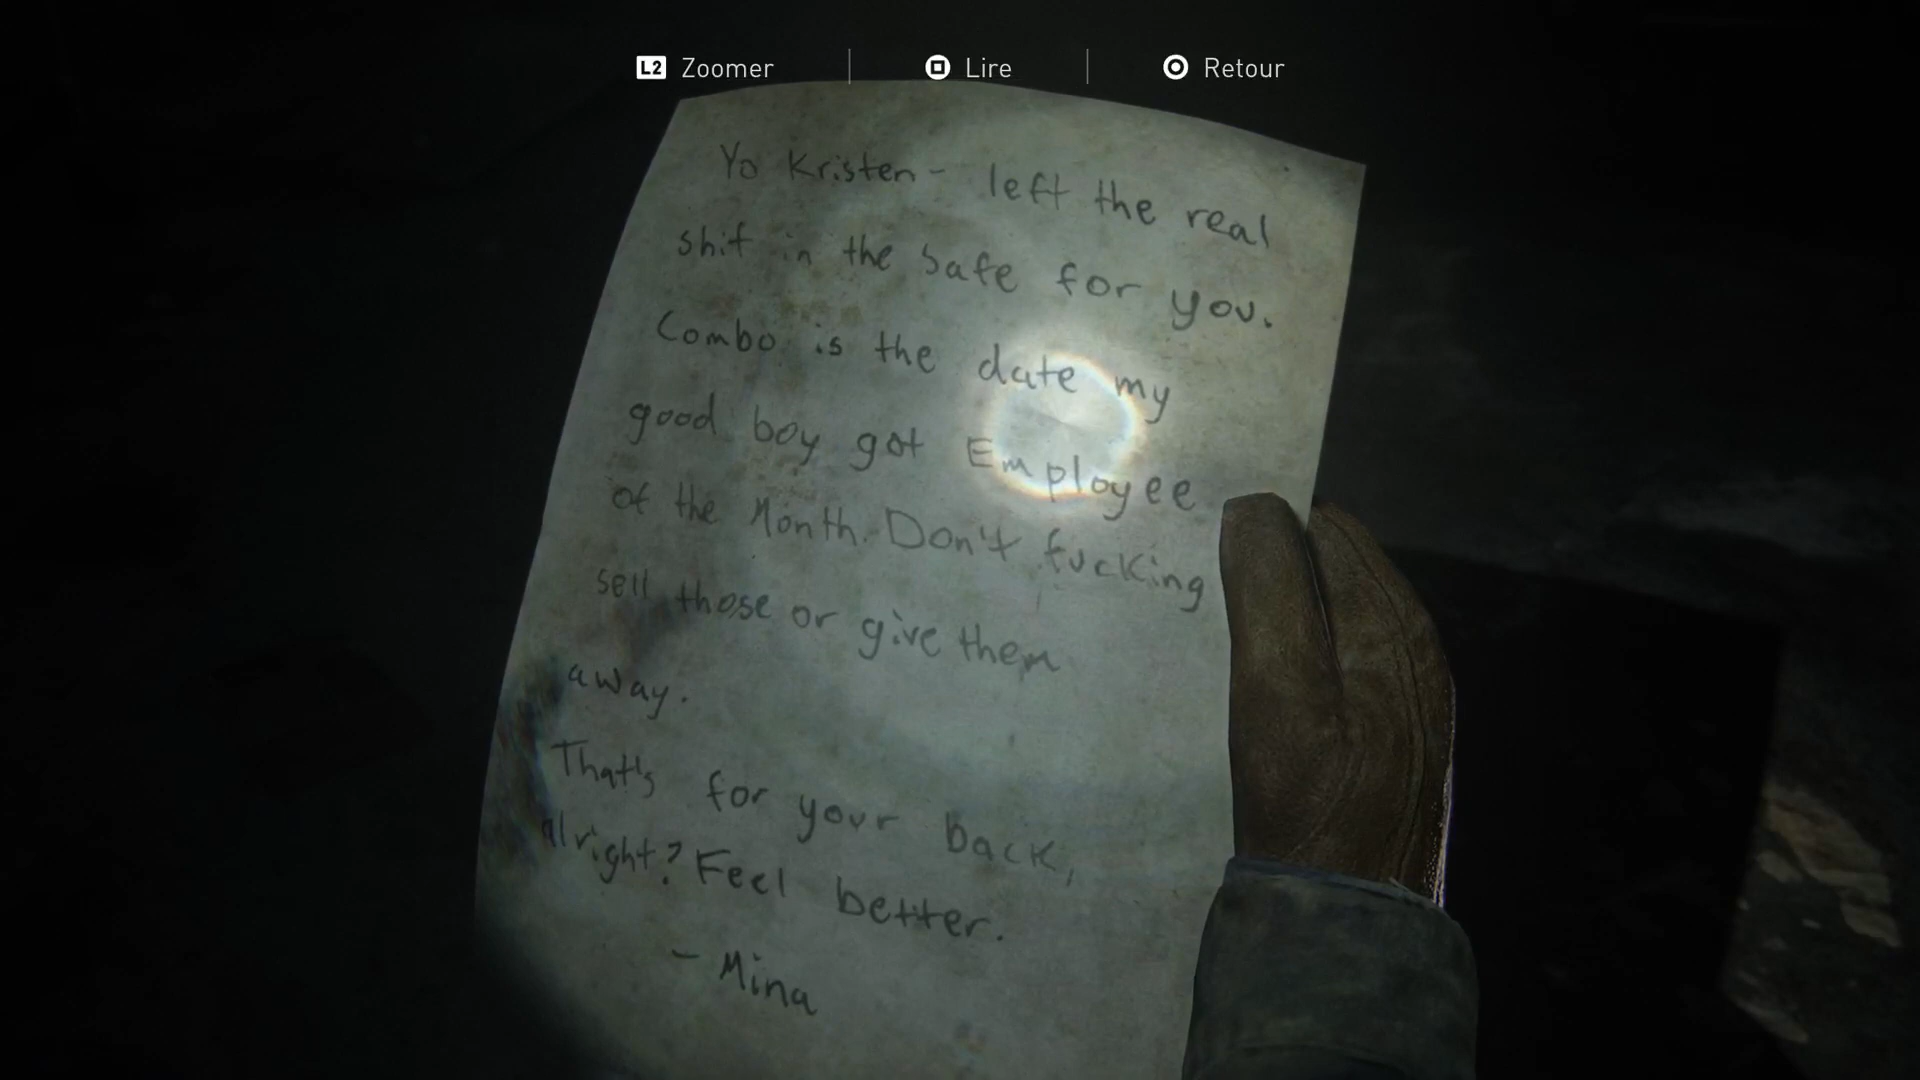 L2 Zoomer | Lire | Retour
Yo Kristen - left the real
shit in the safe for you.
Combo is the date my
good boy got Employee
of the Month. Don't fucking
sell those or give them
away.
That's for your back,
alright? Feel better.
- Mina